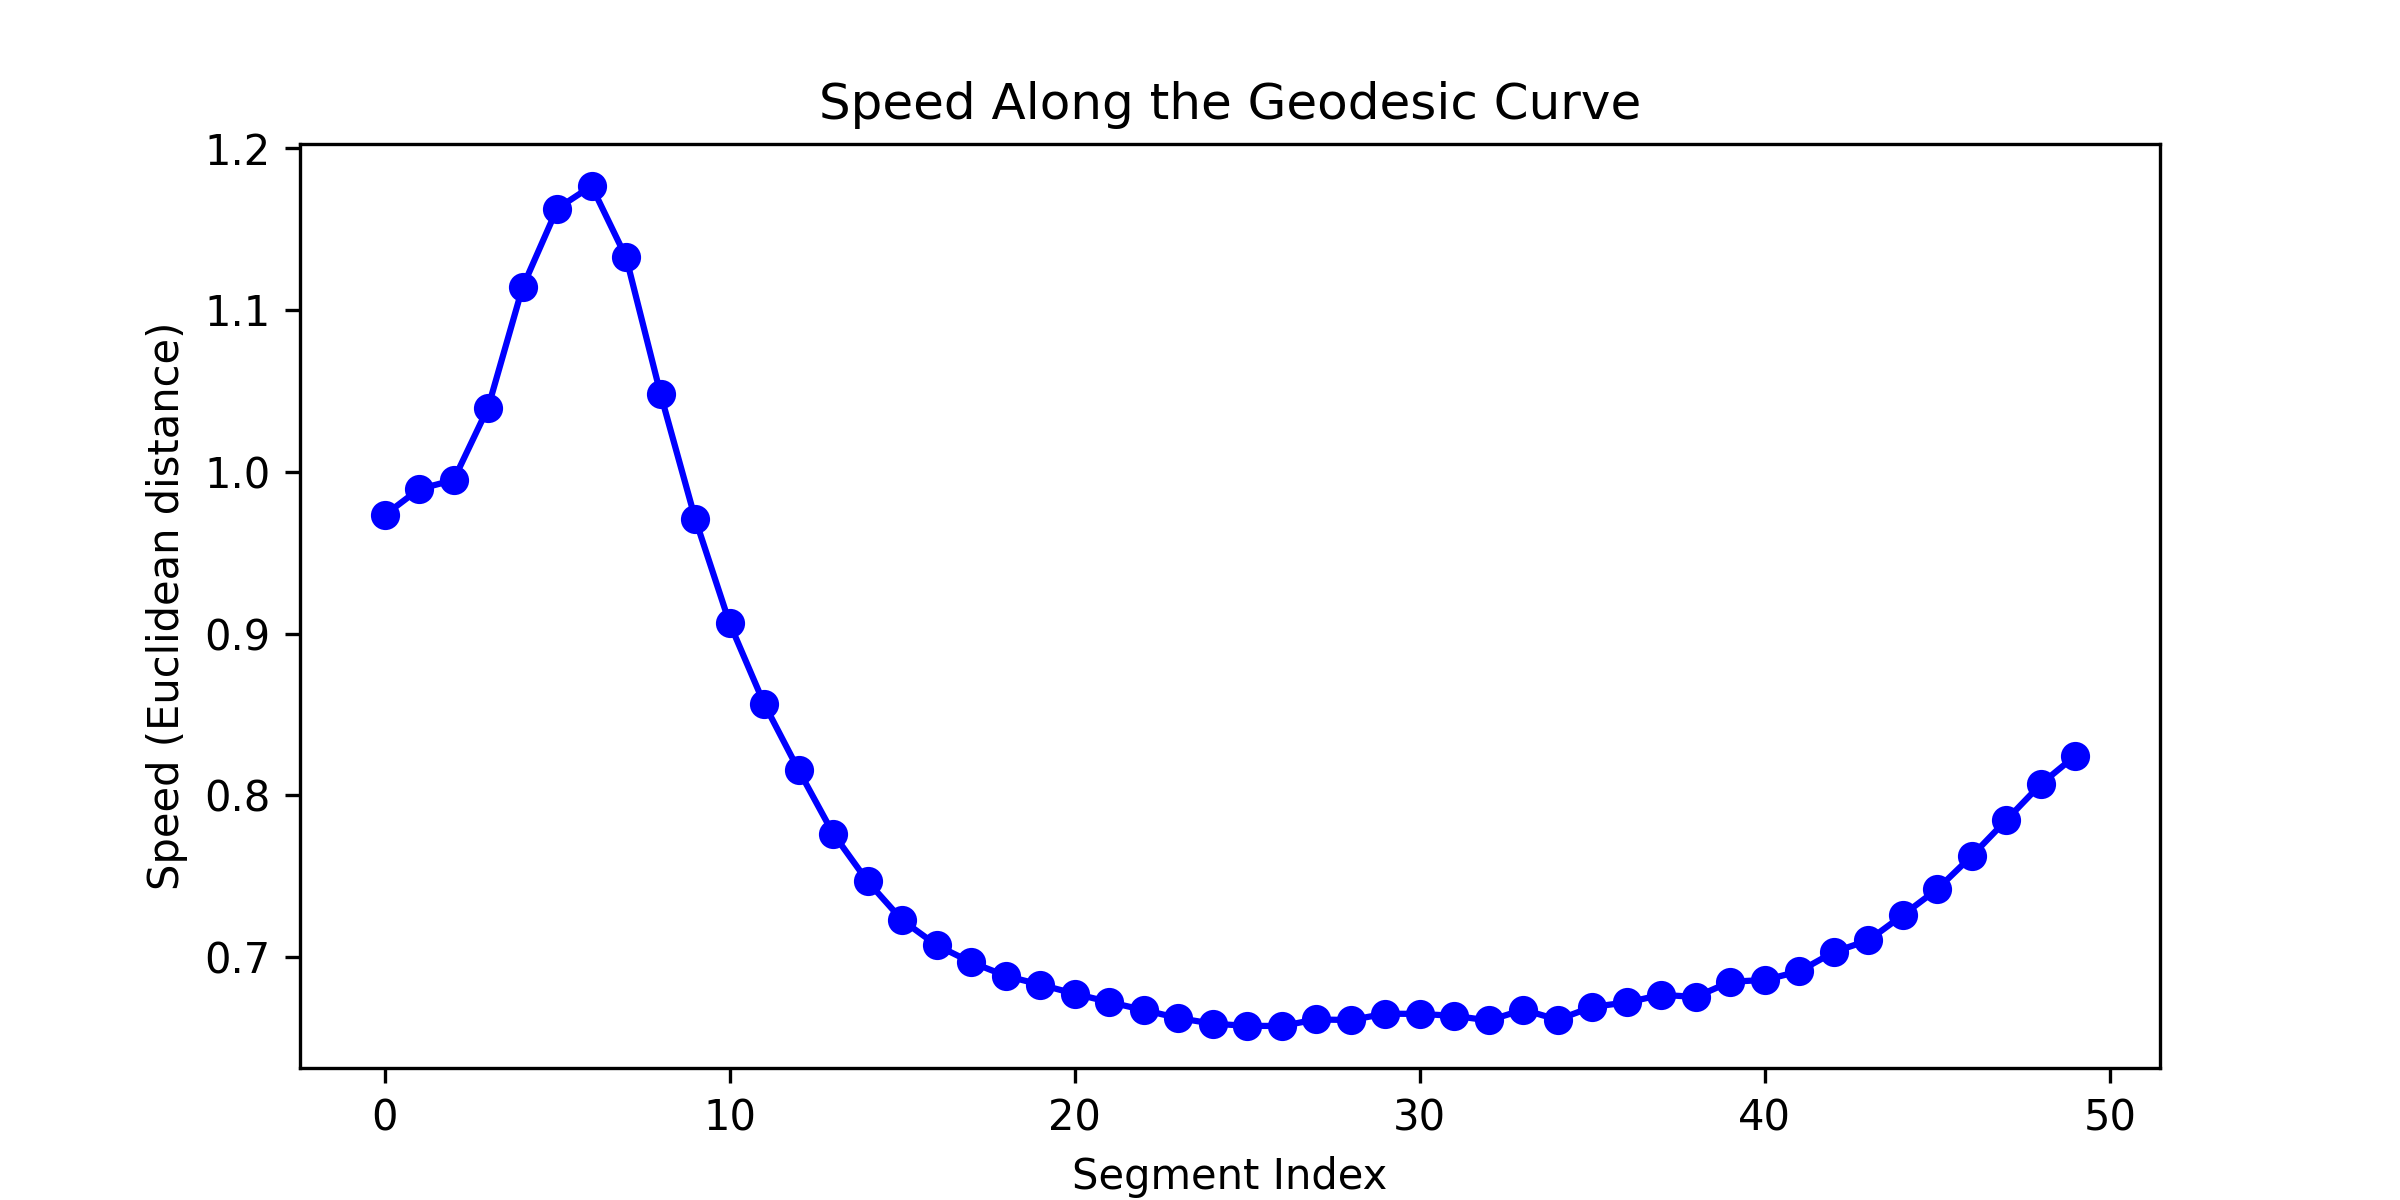 Speed Along the Geodesic Curve
1.2
1.1
1.0
0.9
0.8
0.7
Speed (Euclidean distance)
0 10 20 30 40 50
Segment Index